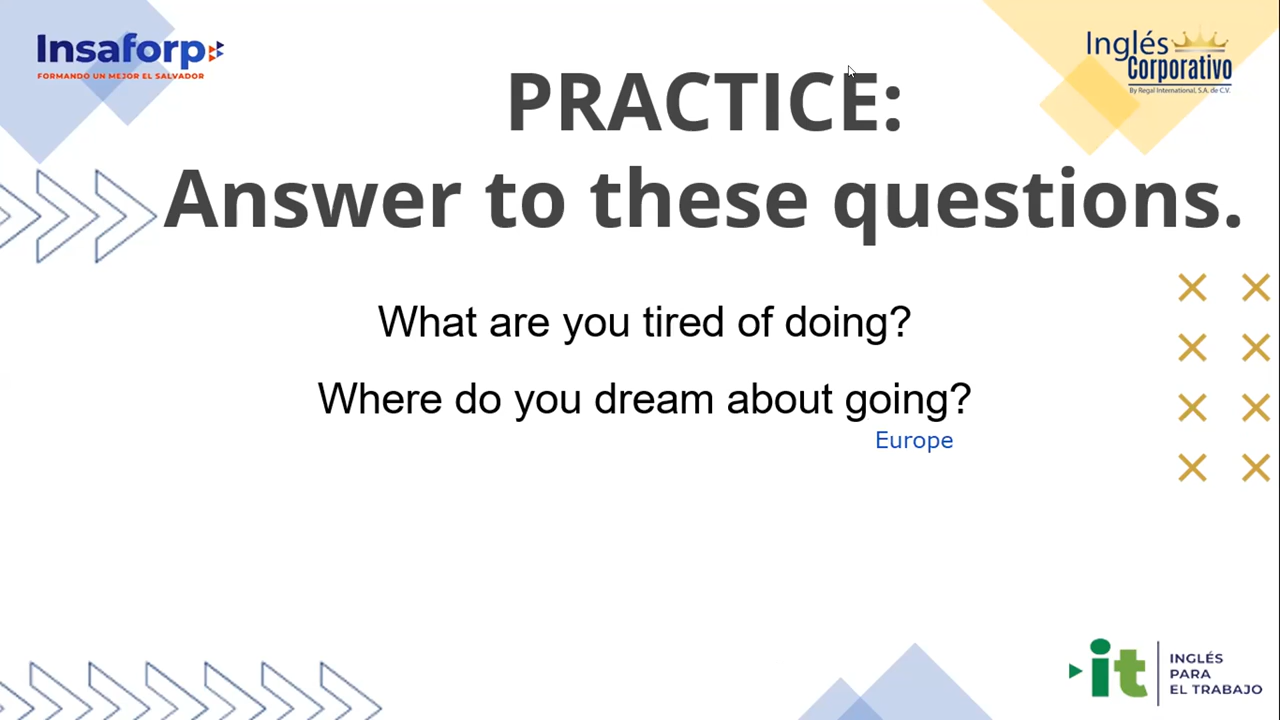 Insaforp
FORMANDO UN MEJOR EL SALVADOR
Inglés
Corporativo
By Regal International, S.A. de C.V.
PRACTICE:
Answer to these questions.
What are you tired of doing?
Where do you dream about going?
Europe
it
INGLÉS
PARA
EL TRABAJO